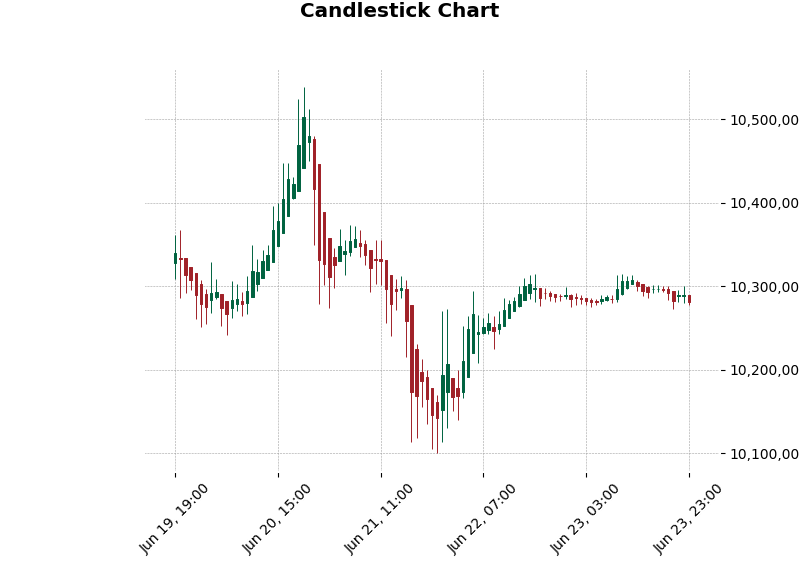 Candlestick Chart
10,500,00
10,400,00
10,300,00
10,200,00
10,100,00
Jun 19, 19:00
Jun 20, 15:00
Jun 21, 11:00
Jun 22, 07:00
Jun 23, 03:00
Jun 23, 23:00